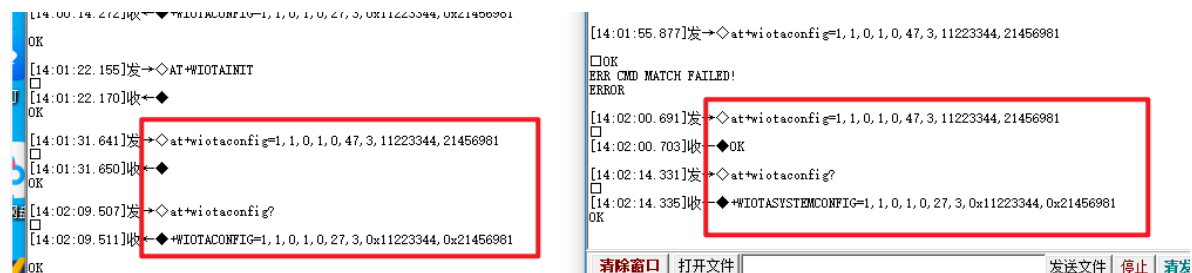 [14:00:14.272]收←◆+WIOTACONFIG=1,1,0,1,0,27,3,0x11223344,0x21456981
OK
[14:01:22.155]发→◇AT+WIOTAINIT
□
[14:01:22.170]收←◆
OK
[14:01:31.641]发→◇at+wiotaconfig=1,1,0,1,0,47,3,11223344,21456981
□
[14:01:31.650]收←◆
OK
[14:02:09.507]发→◇at+wiotaconfig?
□
[14:02:09.511]收←◆+WIOTACONFIG=1,1,0,1,0,27,3,0x11223344,0x21456981
OK
[14:01:55.877]发→◇at+wiotaconfig=1,1,0,1,0,47,3,11223344,21456981
□OK
ERR CMD MATCH FAILED!
ERROR
[14:02:00.691]发→◇at+wiotaconfig=1,1,0,1,0,47,3,11223344,21456981
□
[14:02:00.703]收←◆OK
[14:02:14.331]发→◇at+wiotaconfig?
□
[14:02:14.335]收←◆+WIOTASYSTEMCONFIG=1,1,0,1,0,27,3,0x11223344,0x21456981
OK
清除窗口 打开文件 发送文件 停止 清发